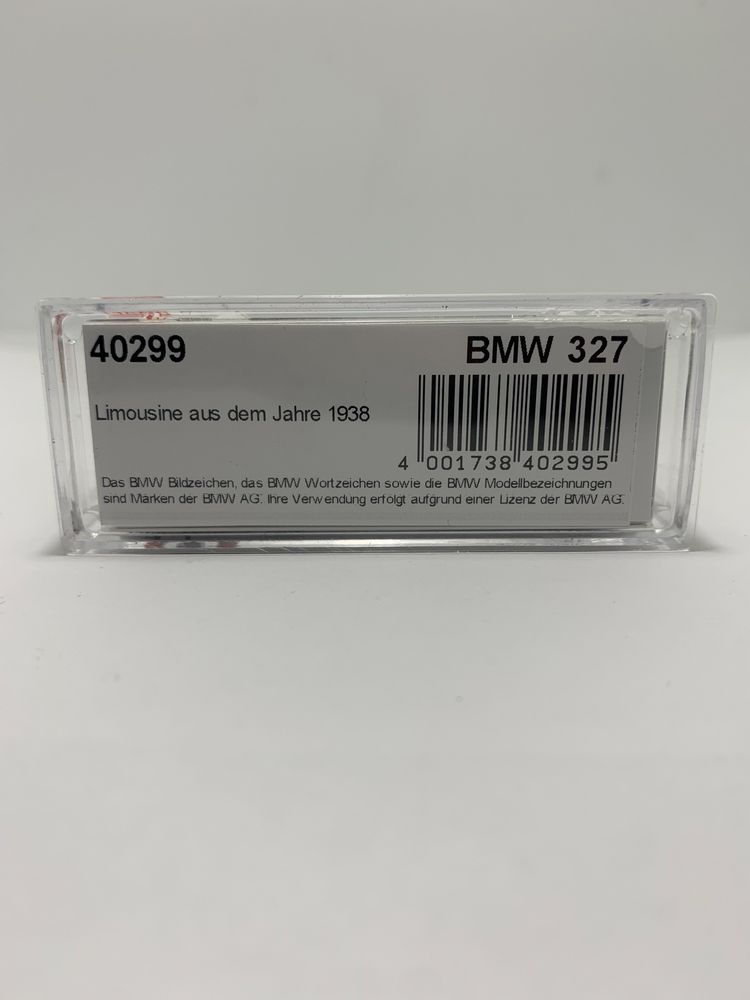 40299
BMW 327
Limousine aus dem Jahre 1938
4 001738 402995
Das BMW Bildzeichen, das BMW Wortzeichen sowie die BMW Modellbezeichnungen
sind Marken der BMW AG. Ihre Verwendung erfolgt aufgrund einer Lizenz der BMW AG.